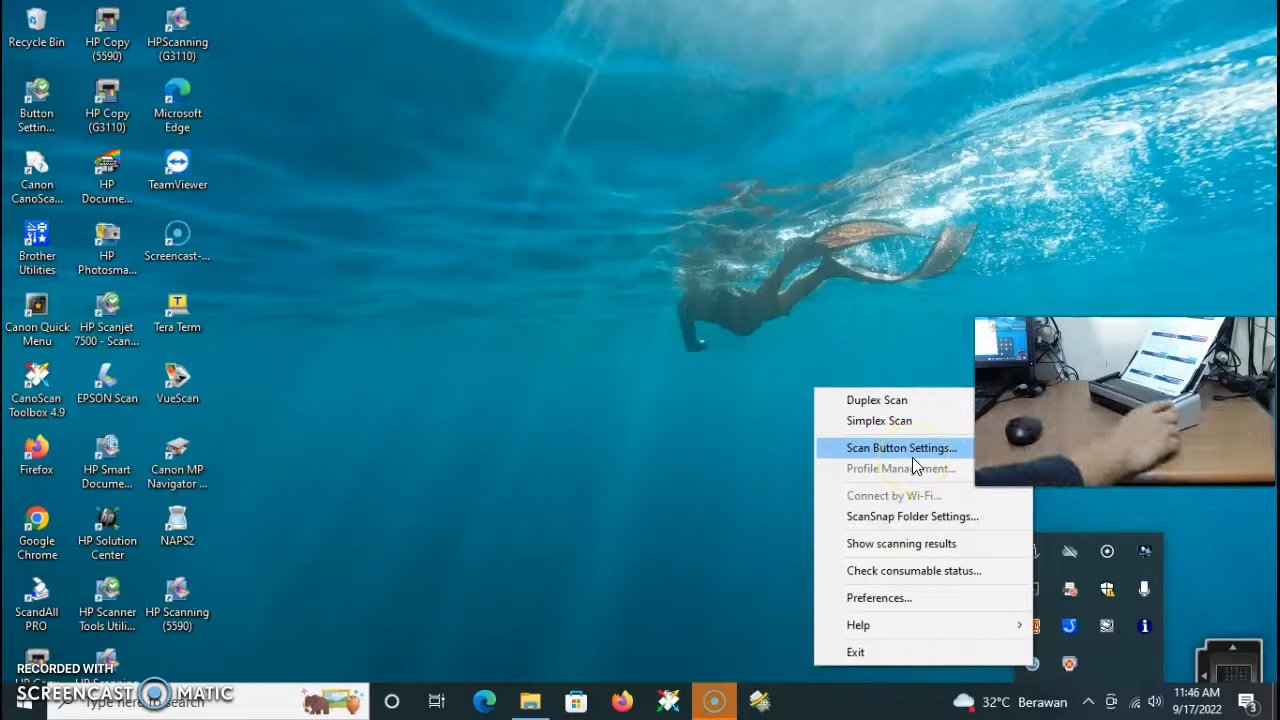 Recycle Bin
HP Copy
(5590)
HPScanning
(G3110)
Button
Settin...
HP Copy
(G3110)
Microsoft
Edge
Canon
CanoSca...
HP
Docume...
TeamViewer
Brother
Utilities
HP
Photosma...
Screencast-...
Canon Quick
Menu
HP Scanjet
7500 - Scan...
Tera Term
CanoScan
Toolbox 4.9
EPSON Scan
VueScan
Firefox
HP Smart
Docume...
Canon MP
Navigator ...
Google
Chrome
HP Solution
Center
NAPS2
ScandAll
PRO
HP Scanner
Tools Utili...
HP Scanning
(5590)
Duplex Scan
Simplex Scan
Scan Button Settings...
Profile Management...
Connect by Wi-Fi...
ScanSnap Folder Settings...
Show scanning results
Check consumable status...
Preferences...
Help
Exit
RECORDED WITH
SCREENCAST MATIC
Type here to search
32°C Berawan
11:46 AM
9/17/2022
3